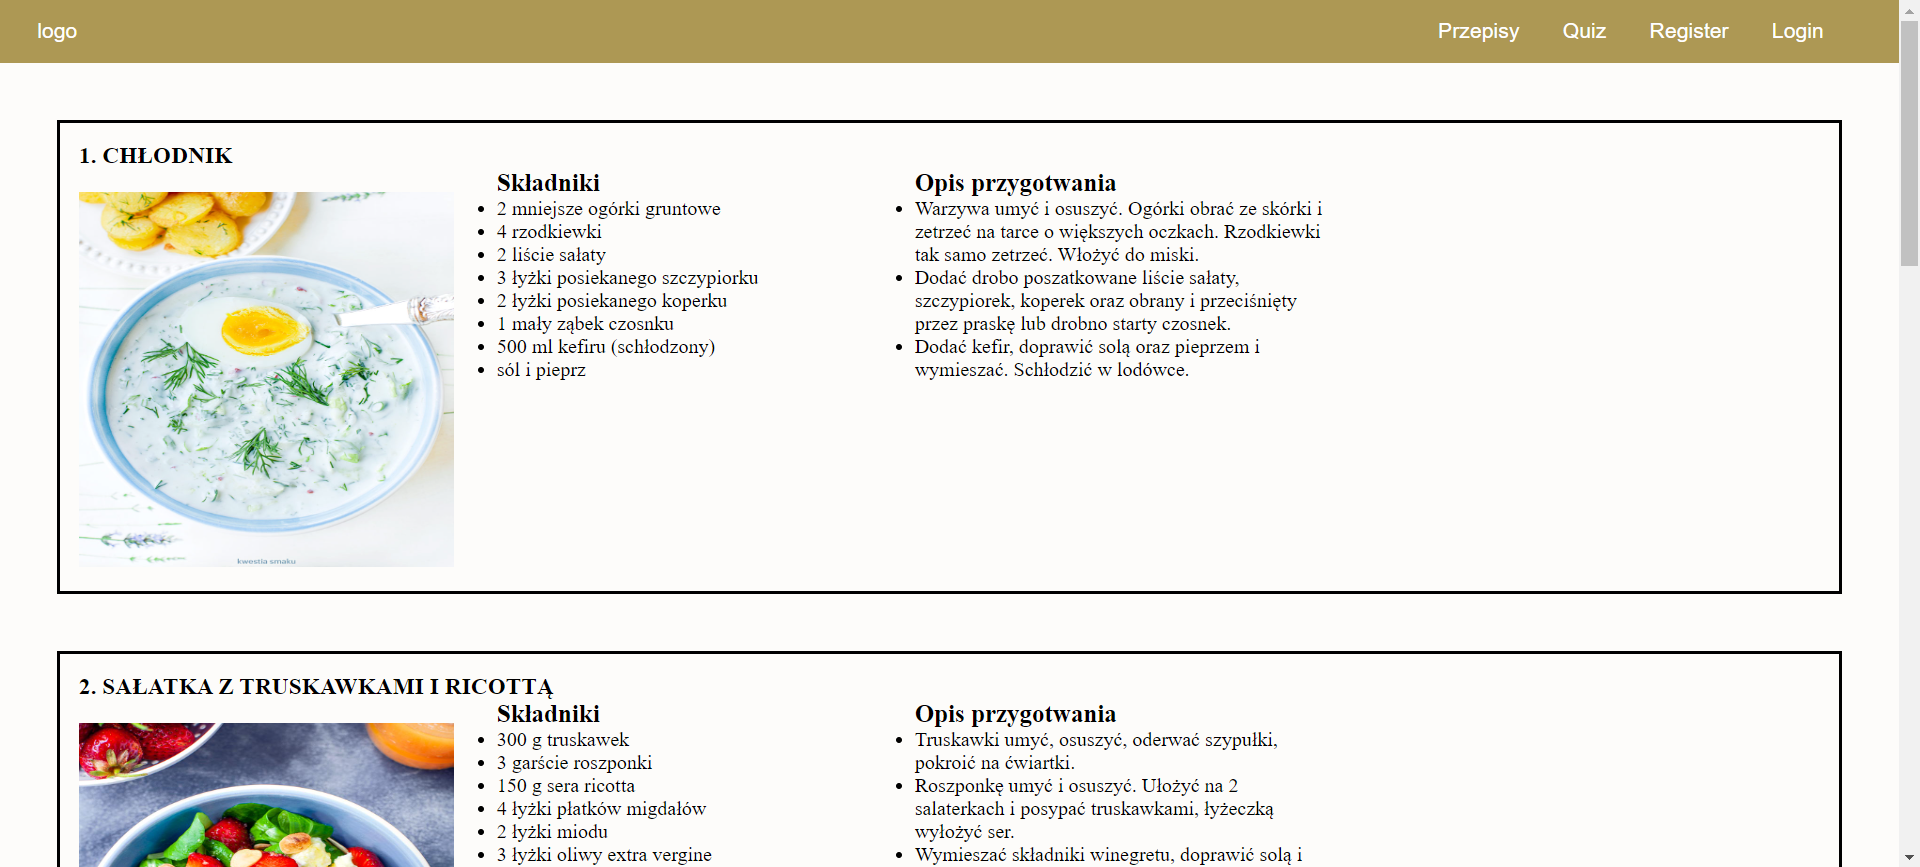 logo
Przepisy
Quiz
Register
Login
1. CHŁODNIK
kwestia smaku
Składniki
2 mniejsze ogórki gruntowe
4 rzodkiewki
2 liście sałaty
3 łyżki posiekanego szczypiorku
2 łyżki posiekanego koperku
1 mały ząbek czosnku
500 ml kefiru (schłodzony)
sól i pieprz
Opis przygotwania
Warzywa umyć i osuszyć. Ogórki obrać ze skórki i
zetrzeć na tarce o większych oczkach. Rzodkiewki
tak samo zetrzeć. Włożyć do miski.
Dodać drobo poszatkowane liście sałaty,
szczypiorek, koperek oraz obrany i przeciśnięty
przez praskę lub drobno starty czosnek.
Dodać kefir, doprawić solą oraz pieprzem i
wymieszać. Schłodzić w lodówce.
2. SAŁATKA Z TRUSKAWKAMI I RICOTTĄ
Składniki
300 g truskawek
3 garście roszponki
150 g sera ricotta
4 łyżki płatków migdałów
2 łyżki miodu
3 łyżki oliwy extra vergine
Opis przygotwania
Truskawki umyć, osuszyć, oderwać szypułki,
pokroić na ćwiartki.
Roszponkę umyć i osuszyć. Ułożyć na 2
salaterkach i posypać truskawkami, łyżeczką
wyłożyć ser.
Wymieszać składniki winegretu, doprawić solą i